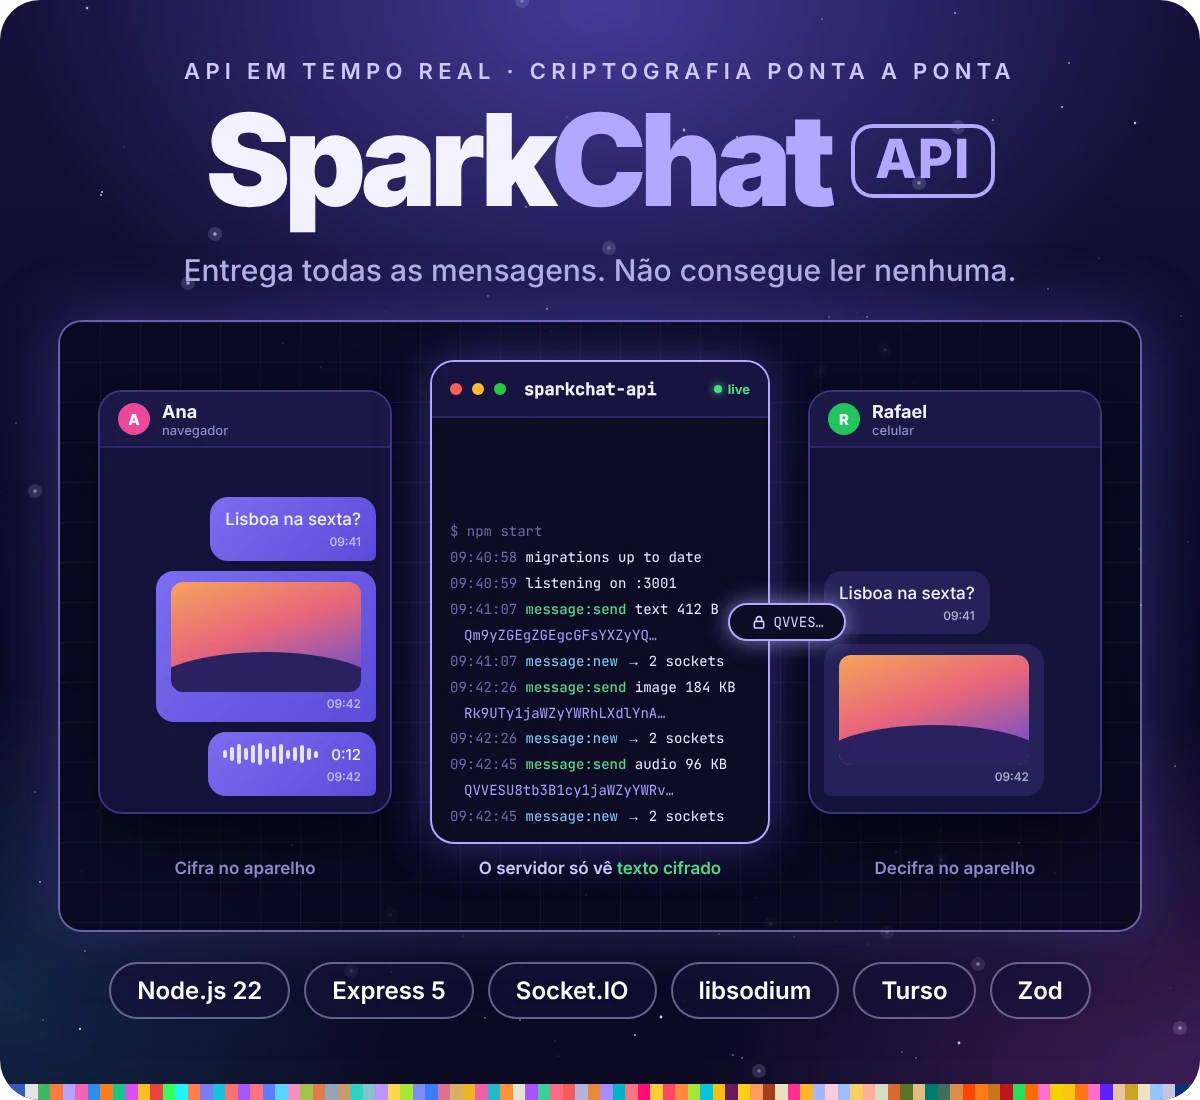 API EM TEMPO REAL · CRIPTOGRAFIA PONTA A PONTA
SparkChat API
Entrega todas as mensagens. Não consegue ler nenhuma.
A
Ana
navegador
Lisboa na sexta?
09:41
09:42
0:12
09:42
Cifra no aparelho
sparkchat-api
live
$ npm start
09:40:58 migrations up to date
09:40:59 listening on :3001
09:41:07 message:send text 412 B
Qm9yZGEgZGEgcGFsYXZyYQ…
09:41:07 message:new → 2 sockets
09:42:26 message:send image 184 KB
Rk9UTy1jaWZyYWRhLXdlYnA…
09:42:26 message:new → 2 sockets
09:42:45 message:send audio 96 KB
QVVESU8tb3B1cy1jaWZyYWRv…
09:42:45 message:new → 2 sockets
QVVES…
O servidor só vê texto cifrado
R
Rafael
celular
Lisboa na sexta?
09:41
09:42
Decifra no aparelho
Node.js 22
Express 5
Socket.IO
libsodium
Turso
Zod